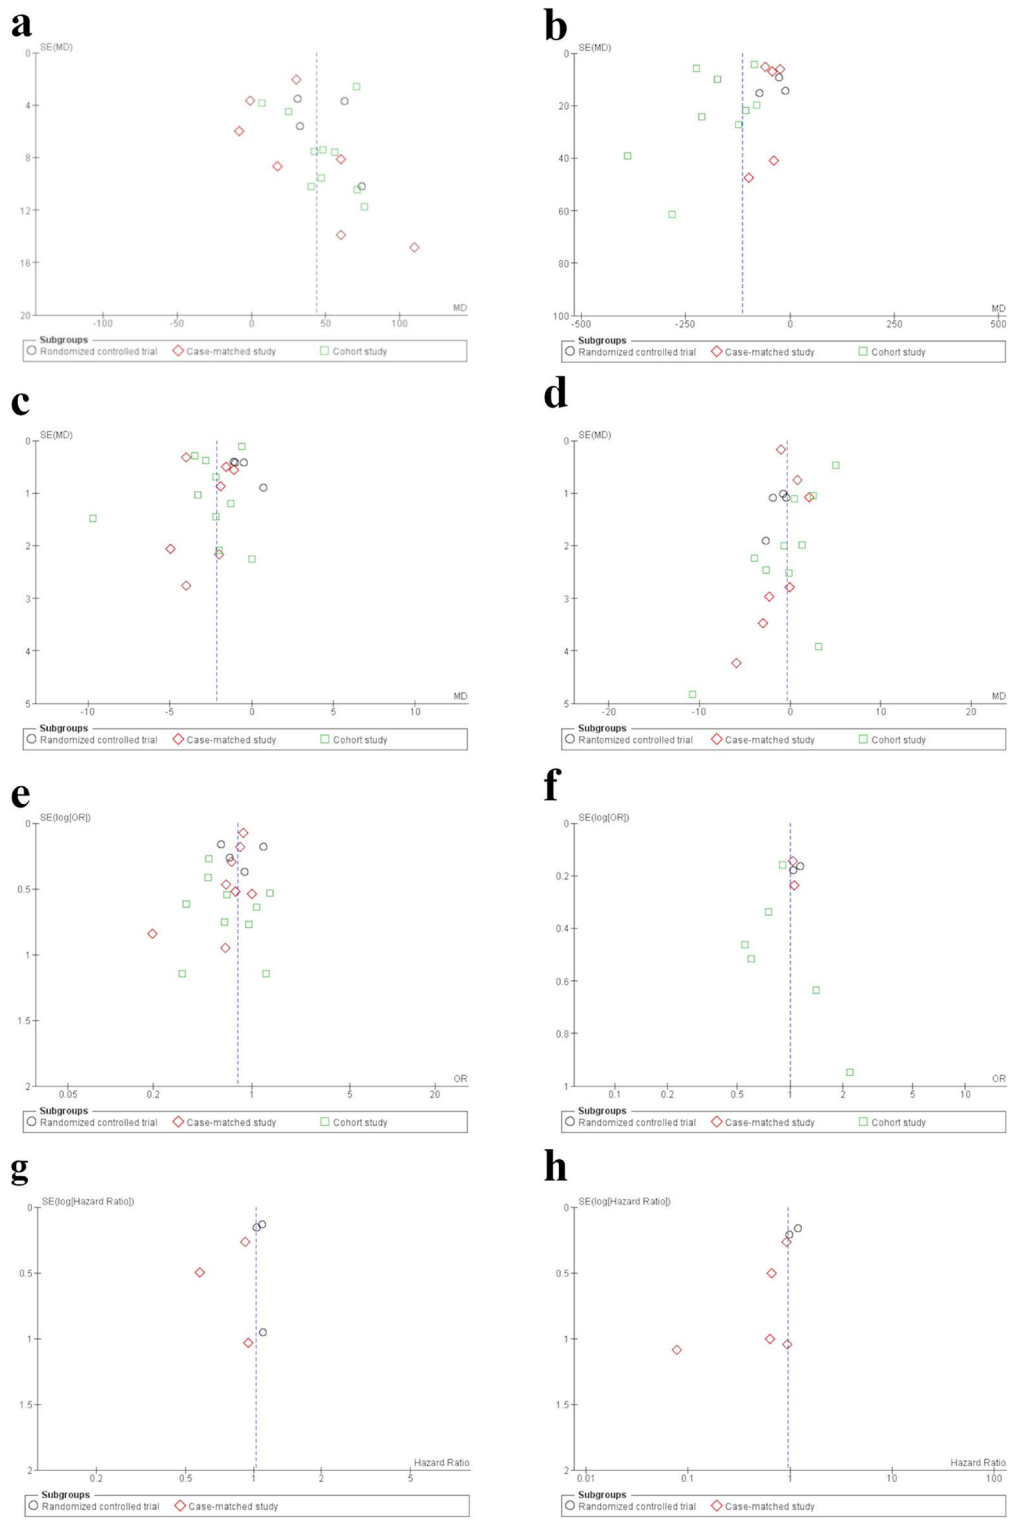 a
SE(MD)
0
4
8
12
16
20
-100 -50 0 50 100
MD
Subgroups
Rondomized controlled trial Case-matched study Cohort study
b
SE(MD)
0
20
40
60
80
100
-500 -250 0 250 500
MD
Subgroups
Randomized controlled trial Case-matched study Cohort study
c
SE(MD)
0
1
2
3
4
5
-10 -5 0 5 10
MD
Subgroups
Randomized controlled trial Case-matched study Cohort study
d
SE(MD)
0
1
2
3
4
5
-20 -10 0 10 20
MD
Subgroups
Rantomized controlled trial Case-matched study Cohort study
e
SE(log[OR])
0
0.5
1
1.5
2
0.05 0.2 1 5 20
OR
Subgroups
Randomized controlled trial Case-matched study Cohort study
f
SE(log[OR])
0
0.2
0.4
0.6
0.8
1
0.1 0.2 0.5 1 2 5 10
OR
Subgroups
Randomized controlled trial Case-matched study Cohort study
g
SE(log[Hazard Ratio])
0
0.5
1
1.5
2
0.2 0.5 1 2 5
Hazard Ratio
Subgroups
Randomized controlled trial Case-matched study
h
SE(log[Hazard Ratio])
0
0.5
1
1.5
2
0.01 0.1 1 10 100
Hazard Ratio
Subgroups
Randomized controlled trial Case-matched study